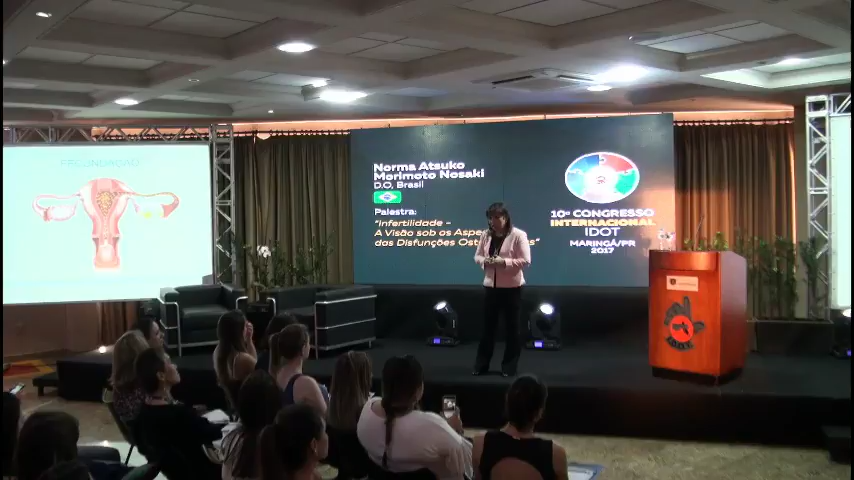 FECUNDAÇÃO
Norma Atsuko
Morimoto Nosaki
D.O, Brasil
Palestra:
"Infertilidade –
A Visão sob os Aspe
das Disfunções Ost
10º CONGRESSO
INTERNACIONAL
IDOT
MARINGÁ/PR
2017